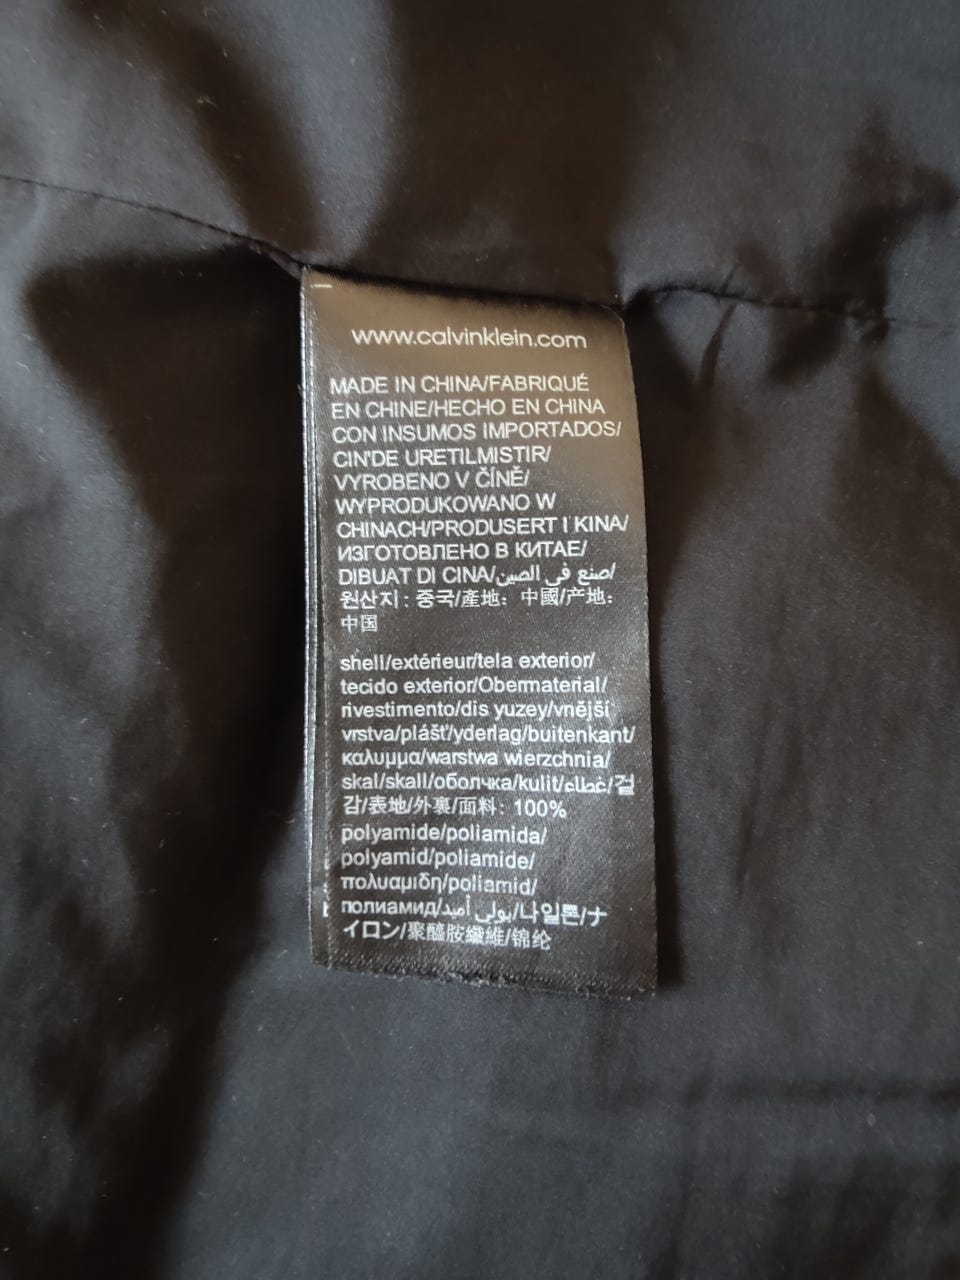 www.calvinklein.com
MADE IN CHINA/FABRIQUÉ
EN CHINE/HECHO EN CHINA
CON INSUMOS IMPORTADOS/
CIN'DE URETILMISTIR/
VYROBENO V ČÍNĚ/
WYPRODUKOWANO W
CHINACH/PRODUSERT I KINA/
ИЗГОТОВЛЕНО В КИТАЕ/
DIBUAT DI CINA/صنع في الصين/
원산지: 중국/產地: 中國/产地:
中国
shell/extérieur/tela exterior/
tecido exterior/Obermaterial/
rivestimento/dis yuzey/vnější
vrstva/plášť/yderlag/buitenkant/
καλυμμα/warstwa wierzchnia/
skal/skall/оболчка/kulit/غطاء/겉
감/表地/外裏/面料: 100%
polyamide/poliamida/
polyamid/poliamide/
πολυαμιδη/poliamid/
полиамид/بولي أميد/나일론/ナ
イロン/聚醯胺纖維/锦纶